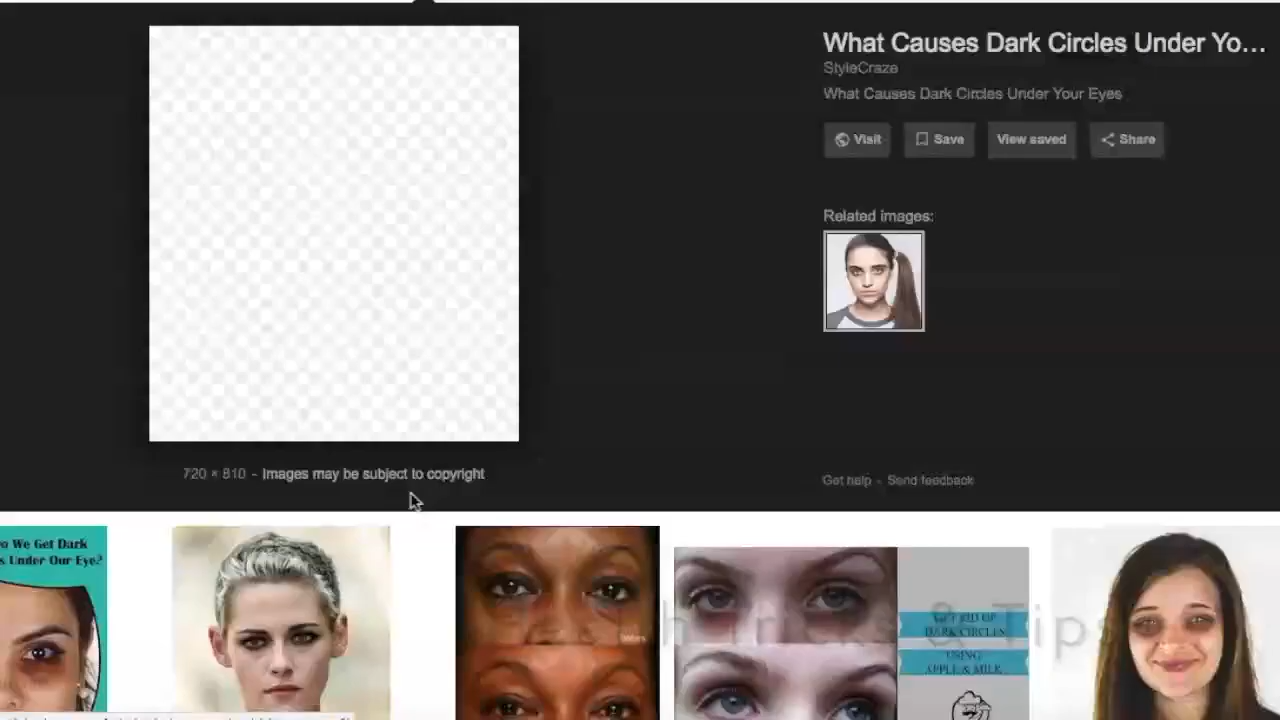 What Causes Dark Circles Under Yo...
StyleCraze
What Causes Dark Circles Under Your Eyes
Visit
Save
View saved
Share
Related images:
720 × 810 - Images may be subject to copyright
Get help - Send feedback
We Get Dark
Under Our Eye?
GET RID OF
DARK CIRCLES
USING
APPLE & MILK
& Tips